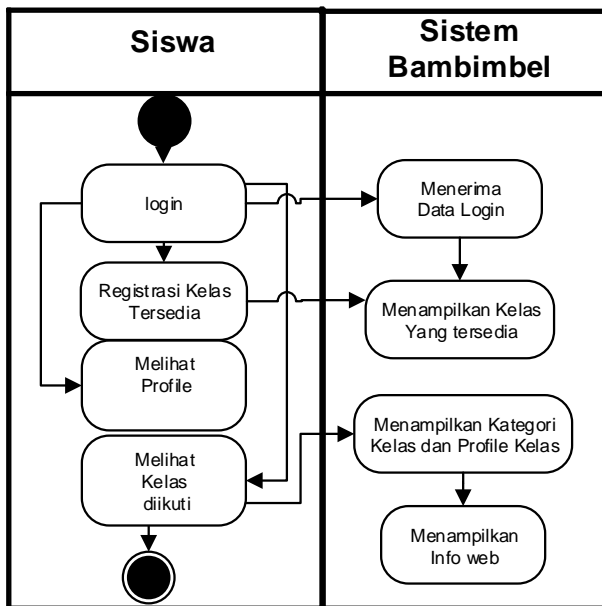 Siswa
Sistem
Bambimbel
login
Menerima
Data Login
Registrasi Kelas
Tersedia
Menampilkan Kelas
Yang tersedia
Melihat
Profile
Menampilkan Kategori
Kelas dan Profile Kelas
Melihat
Kelas
diikuti
Menampilkan
Info web